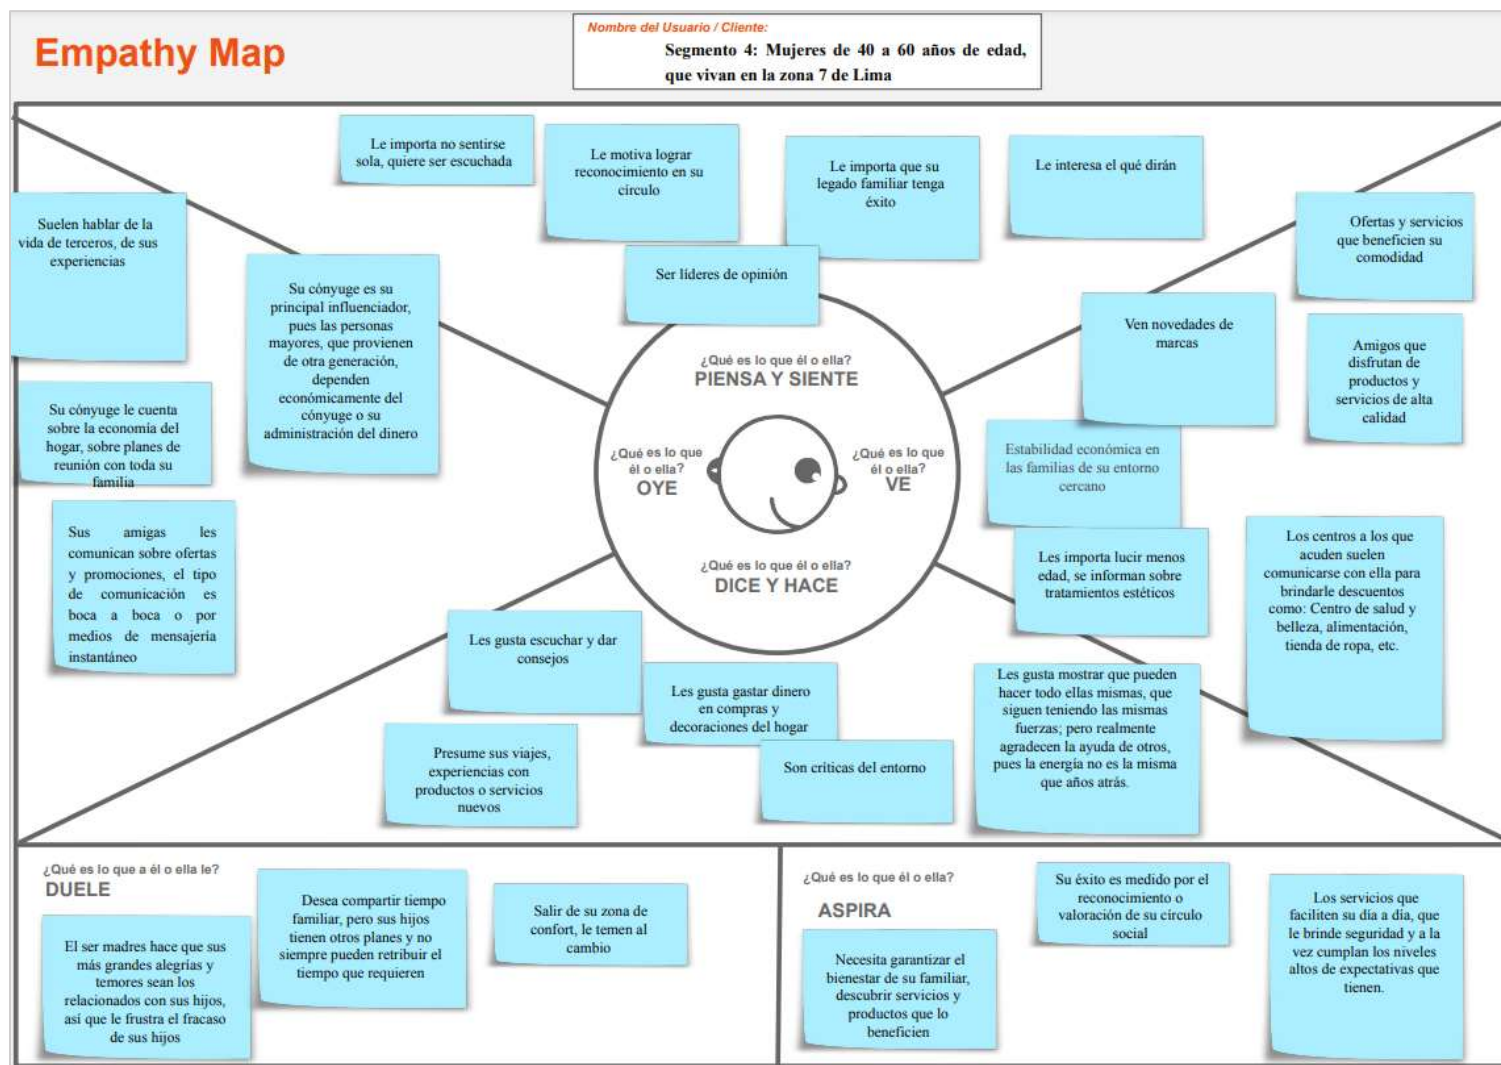 Empathy Map
Nombre del Usuario / Cliente:
Segmento 4: Mujeres de 40 a 60 años de edad,
que vivan en la zona 7 de Lima
Le importa no sentirse
sola, quiere ser escuchada
Le motiva lograr
reconocimiento en su
círculo
Le importa que su
legado familiar tenga
éxito
Le interesa el qué dirán
Ser líderes de opinión
¿Qué es lo que él o ella?
PIENSA Y SIENTE
Suelen hablar de la
vida de terceros, de sus
experiencias
Su cónyuge es su
principal influenciador,
pues las personas
mayores, que provienen
de otra generación,
dependen
económicamente del
cónyuge o su
administración del dinero
Su cónyuge le cuenta
sobre la economía del
hogar, sobre planes de
reunión con toda su
familia
Sus amigas les
comunican sobre ofertas
y promociones, el tipo
de comunicación es
boca a boca o por
medios de mensajería
instantáneo
¿Qué es lo que
él o ella?
OYE
¿Qué es lo que
él o ella?
VE
Ofertas y servicios
que beneficien su
comodidad
Ven novedades de
marcas
Amigos que
disfrutan de
productos y
servicios de alta
calidad
Estabilidad económica en
las familias de su entorno
cercano
Les importa lucir menos
edad, se informan sobre
tratamientos estéticos
Los centros a los que
acuden suelen
comunicarse con ella para
brindarle descuentos
como: Centro de salud y
belleza, alimentación,
tienda de ropa, etc.
¿Qué es lo que él o ella?
DICE Y HACE
Les gusta escuchar y dar
consejos
Les gusta gastar dinero
en compras y
decoraciones del hogar
Les gusta mostrar que pueden
hacer todo ellas mismas, que
siguen teniendo las mismas
fuerzas; pero realmente
agradecen la ayuda de otros,
pues la energía no es la misma
que años atrás.
Presume sus viajes,
experiencias con
productos o servicios
nuevos
Son críticas del entorno
¿Qué es lo que a él o ella le?
DUELE
El ser madres hace que sus
más grandes alegrías y
temores sean los
relacionados con sus hijos,
así que le frustra el fracaso
de sus hijos
Desea compartir tiempo
familiar, pero sus hijos
tienen otros planes y no
siempre pueden retribuir el
tiempo que requieren
Salir de su zona de
confort, le temen al
cambio
¿Qué es lo que él o ella?
ASPIRA
Necesita garantizar el
bienestar de su familiar,
descubrir servicios y
productos que lo
beneficien
Su éxito es medido por el
reconocimiento o
valoración de su círculo
social
Los servicios que
faciliten su día a día, que
le brinde seguridad y a la
vez cumplan los niveles
altos de expectativas que
tienen.